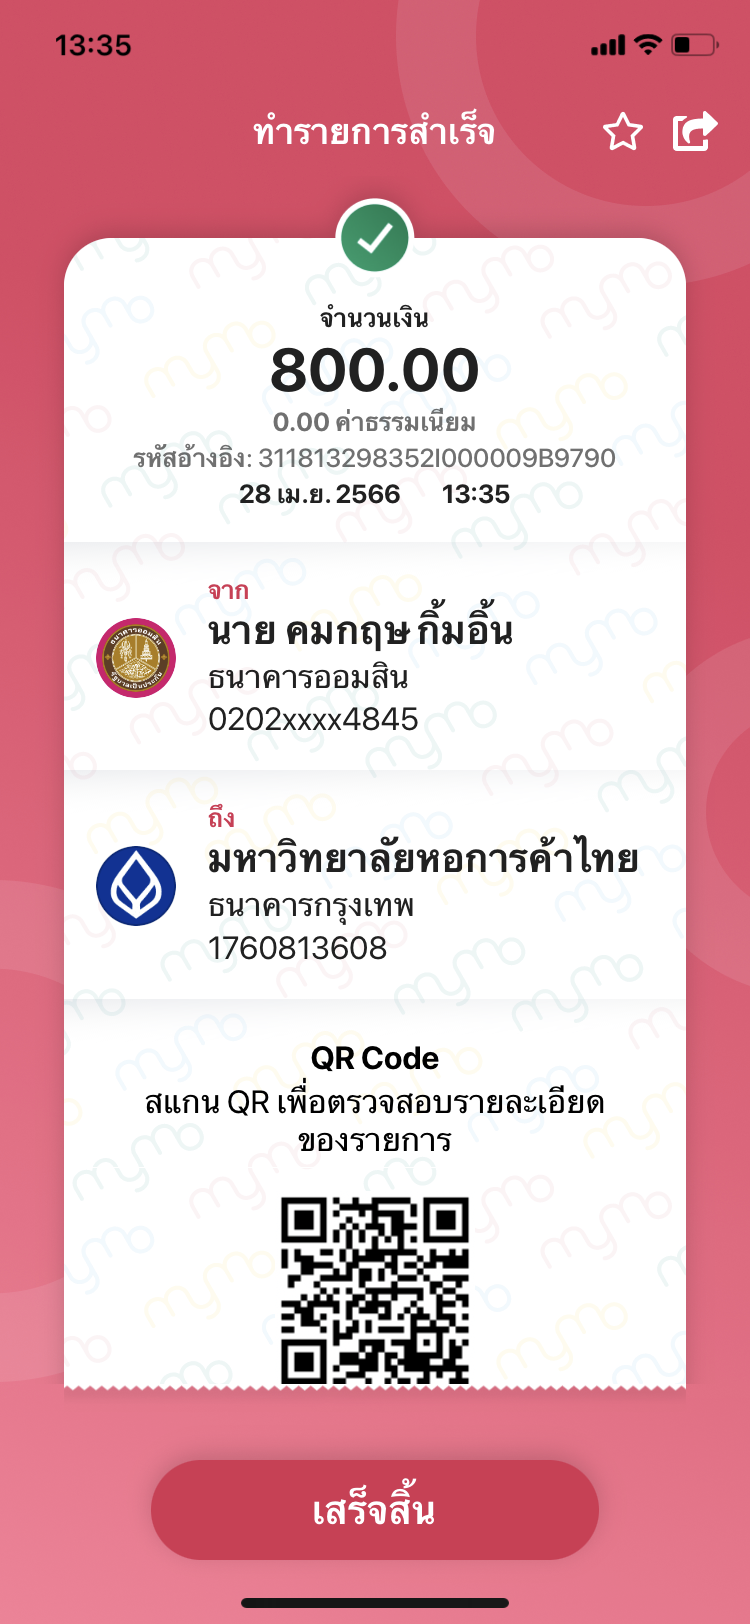 13:35
ทำรายการสำเร็จ
จำนวนเงิน
800.00
0.00 ค่าธรรมเนียม
รหัสอ้างอิง: 311813298352I000009B9790
28 เม.ย. 2566 13:35
จาก
นาย คมกฤษ กิ้มอิ้น
ธนาคารออมสิน
0202xxxx4845
ถึง
มหาวิทยาลัยหอการค้าไทย
ธนาคารกรุงเทพ
1760813608
QR Code
สแกน QR เพื่อตรวจสอบรายละเอียด
ของรายการ
เสร็จสิ้น